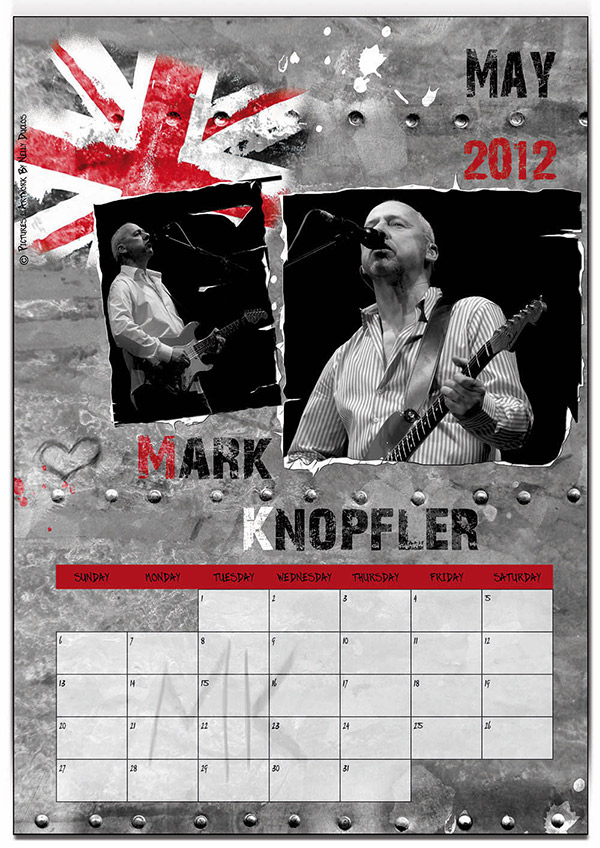 MAY
2012
© PICTURES & ARTWORK BY NELLY DUCLOS
MARK
KNOPFLER
SUNDAY MONDAY TUESDAY WEDNESDAY THURSDAY FRIDAY SATURDAY
1 2 3 4 5
6 7 8 9 10 11 12
13 14 15 16 17 18 19
20 21 22 23 24 25 26
27 28 29 30 31
MK